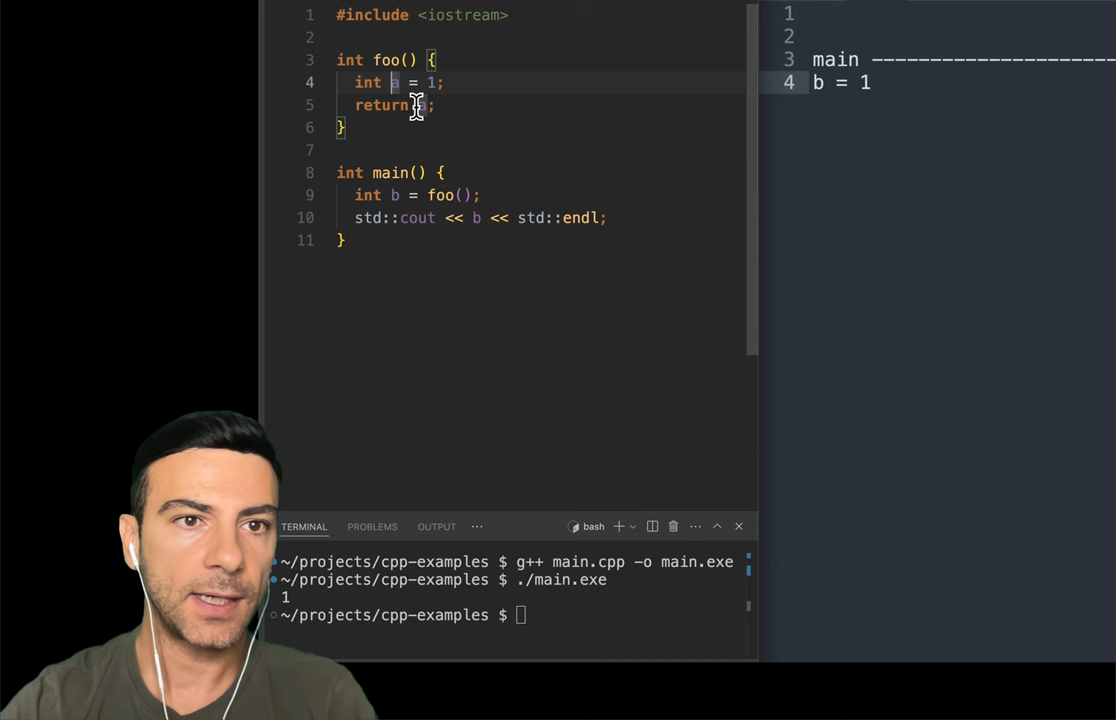 1 #include <iostream>
2
3 int foo() {
4 int a = 1;
5 return a;
6 }
7
8 int main() {
9 int b = foo();
10 std::cout << b << std::endl;
11 }
1
2
3 main ----------------------
4 b = 1
TERMINAL PROBLEMS OUTPUT ... bash
~/projects/cpp-examples $ g++ main.cpp -o main.exe
~/projects/cpp-examples $ ./main.exe
1
~/projects/cpp-examples $